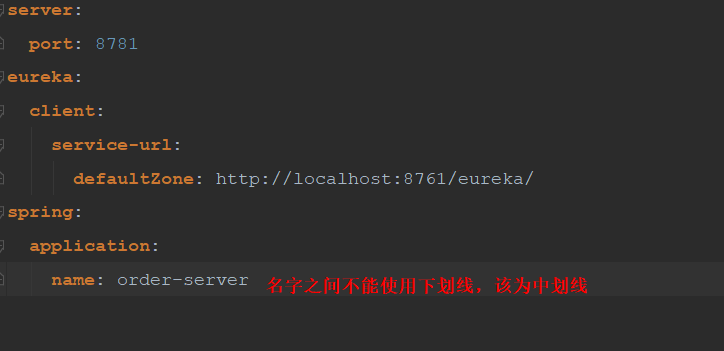 server:
  port: 8781
eureka:
  client:
    service-url:
      defaultZone: http://localhost:8761/eureka/
spring:
  application:
    name: order-server 名字之间不能使用下划线，该为中划线